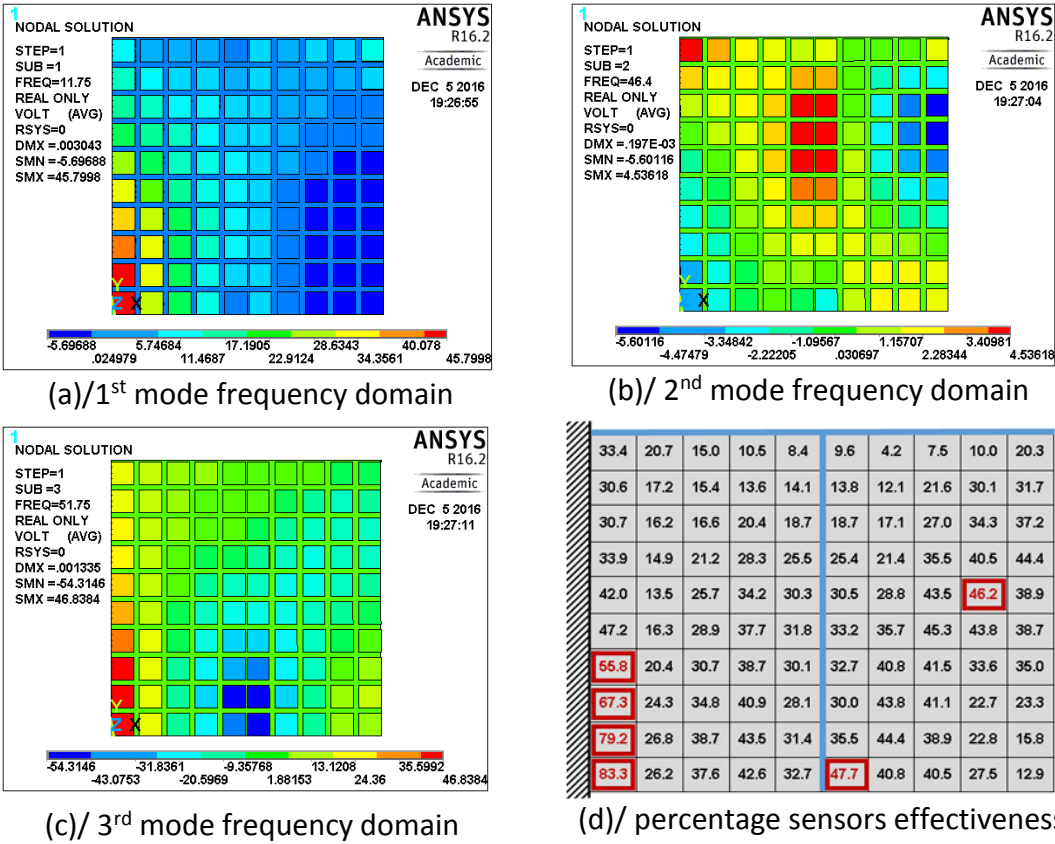 1
NODAL SOLUTION
STEP=1
SUB =1
FREQ=11.75
REAL ONLY
VOLT (AVG)
RSYS=0
DMX =.003043
SMN =-5.69688
SMX =45.7998
ANSYS
R16.2
Academic
DEC 5 2016
19:26:55
Y
Z X
-5.69688 5.74684 17.1905 28.6343 40.078
.024979 11.4687 22.9124 34.3561 45.7998
(a)/1st mode frequency domain
1
NODAL SOLUTION
STEP=1
SUB =2
FREQ=46.4
REAL ONLY
VOLT (AVG)
RSYS=0
DMX =.197E-03
SMN =-5.60116
SMX =4.53618
ANSYS
R16.2
Academic
DEC 5 2016
19:27:04
Y
Z X
-5.60116 -3.34842 -1.09567 1.15707 3.40981
-4.47479 -2.22205 .030697 2.28344 4.53618
(b)/ 2nd mode frequency domain
1
NODAL SOLUTION
STEP=1
SUB =3
FREQ=51.75
REAL ONLY
VOLT (AVG)
RSYS=0
DMX =.001335
SMN =-54.3146
SMX =46.8384
ANSYS
R16.2
Academic
DEC 5 2016
19:27:11
Y
Z X
-54.3146 -31.8361 -9.35768 13.1208 35.5992
-43.0753 -20.5969 1.88153 24.36 46.8384
(c)/ 3rd mode frequency domain
33.4 20.7 15.0 10.5 8.4 9.6 4.2 7.5 10.0 20.3
30.6 17.2 15.4 13.6 14.1 13.8 12.1 21.6 30.1 31.7
30.7 16.2 16.6 20.4 18.7 18.7 17.1 27.0 34.3 37.2
33.9 14.9 21.2 28.3 25.5 25.4 21.4 35.5 40.5 44.4
42.0 13.5 25.7 34.2 30.3 30.5 28.8 43.5 46.2 38.9
47.2 16.3 28.9 37.7 31.8 33.2 35.7 45.3 43.8 38.7
55.8 20.4 30.7 38.7 30.1 32.7 40.8 41.5 33.6 35.0
67.3 24.3 34.8 40.9 28.1 30.0 43.8 41.1 22.7 23.3
79.2 26.8 38.7 43.5 31.4 35.5 44.4 38.9 22.8 15.8
83.3 26.2 37.6 42.6 32.7 47.7 40.8 40.5 27.5 12.9
(d)/ percentage sensors effectiveness